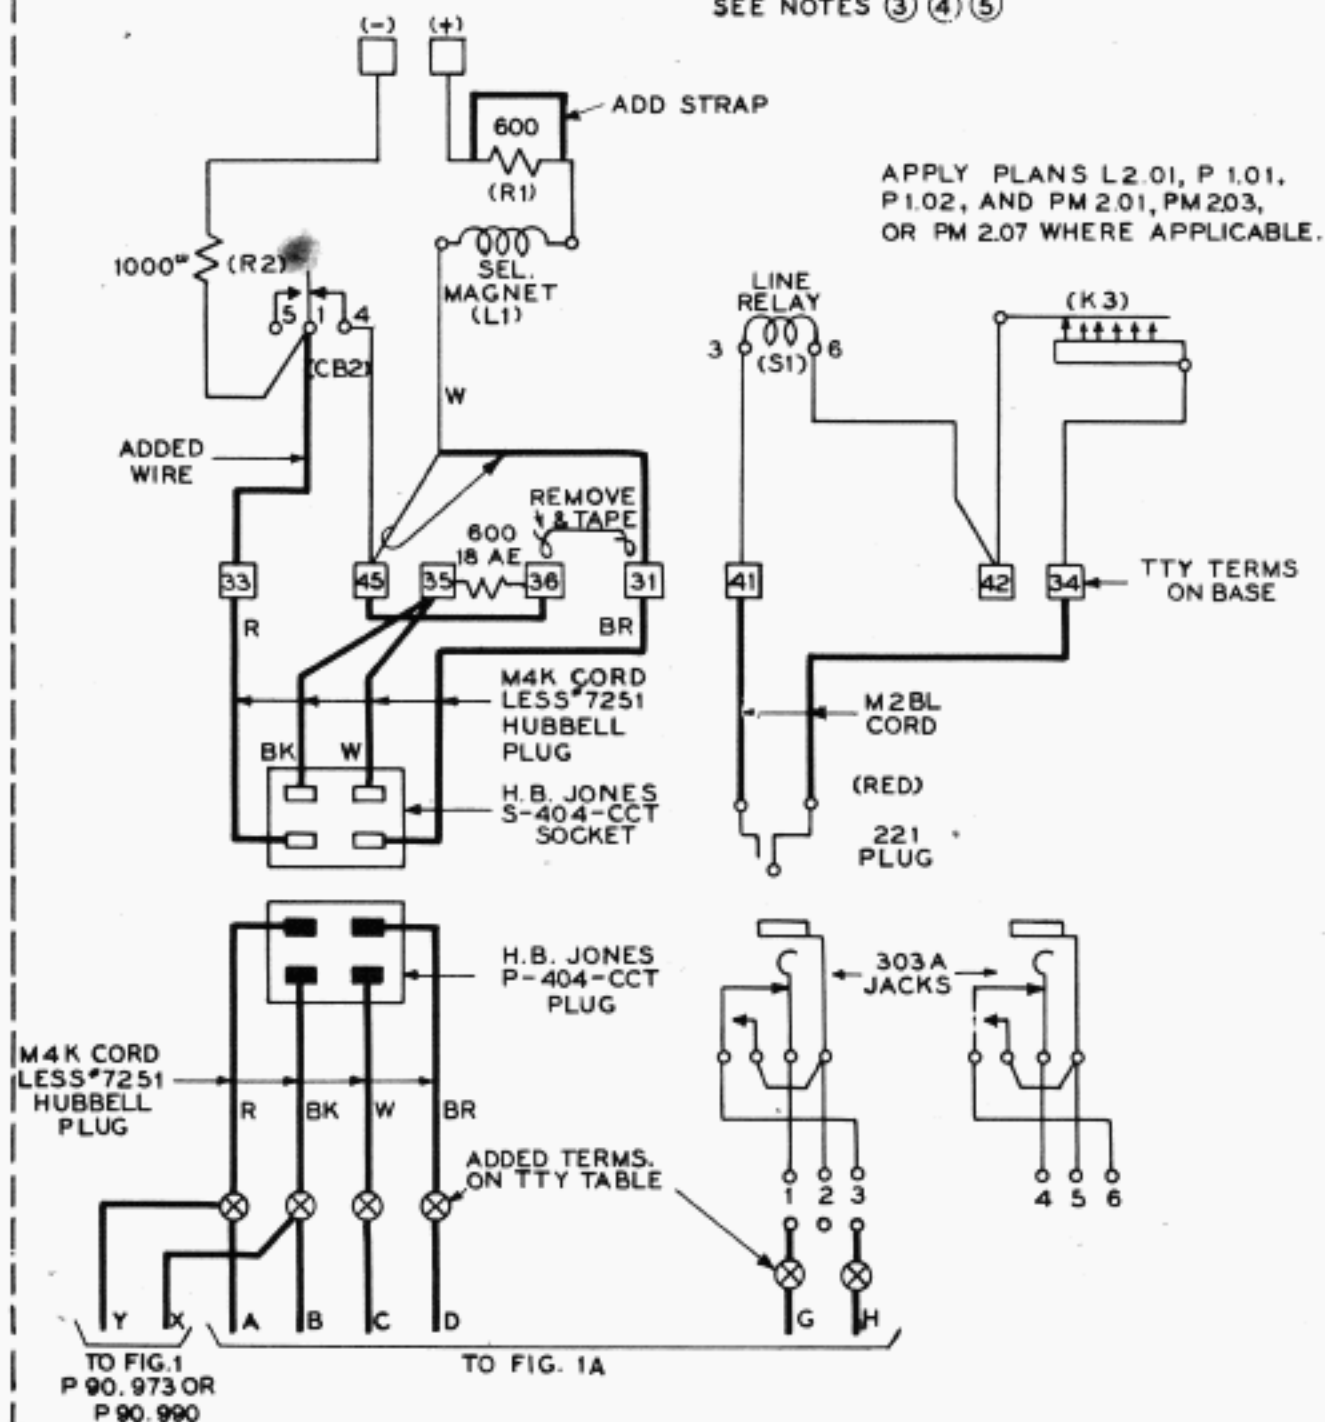 SEE NOTES ③ ④ ⑤
(-) (+)
ADD STRAP
600
(R1)
APPLY PLANS L2.01, P 1.01,
P1.02, AND PM 2.01, PM 2.03,
OR PM 2.07 WHERE APPLICABLE.
1000ω (R2)
SEL.
MAGNET
(L1)
5 1 4
(CB2)
LINE
RELAY
3 6
(S1)
(K3)
W
ADDED
WIRE
REMOVE
& TAPE
600
18 AE
33 45 35 36 31 41 42 34
TTY TERMS
ON BASE
R
BR
M4K CORD
LESS #7251
HUBBELL
PLUG
M2BL
CORD
BK W
(RED)
H.B. JONES
S-404-CCT
SOCKET
221
PLUG
H.B. JONES
P-404-CCT
PLUG
303A
JACKS
M4K CORD
LESS #7251
HUBBELL
PLUG
R BK W BR
ADDED TERMS.
ON TTY TABLE
1 2 3
4 5 6
Y X A B C D G H
TO FIG.1
P 90.973 OR
P 90.990
TO FIG. 1A